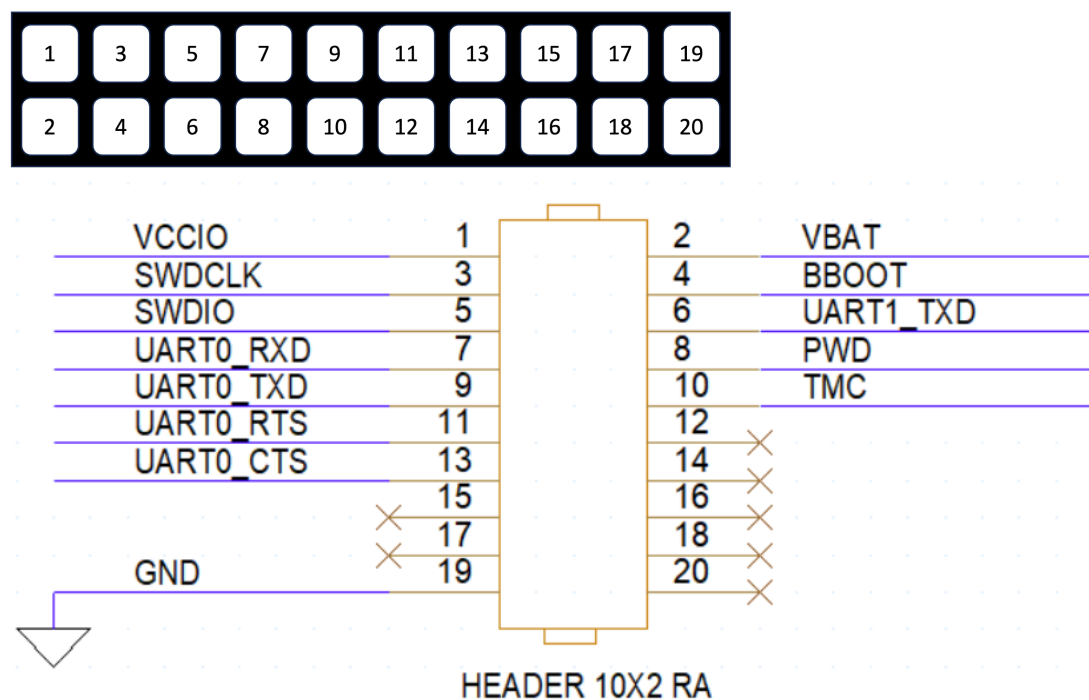 1 3 5 7 9 11 13 15 17 19
2 4 6 8 10 12 14 16 18 20
VCCIO 1 2 VBAT
SWDCLK 3 4 BBOOT
SWDIO 5 6 UART1_TXD
UART0_RXD 7 8 PWD
UART0_TXD 9 10 TMC
UART0_RTS 11 12
UART0_CTS 13 14
15 16
17 18
GND 19 20
HEADER 10X2 RA